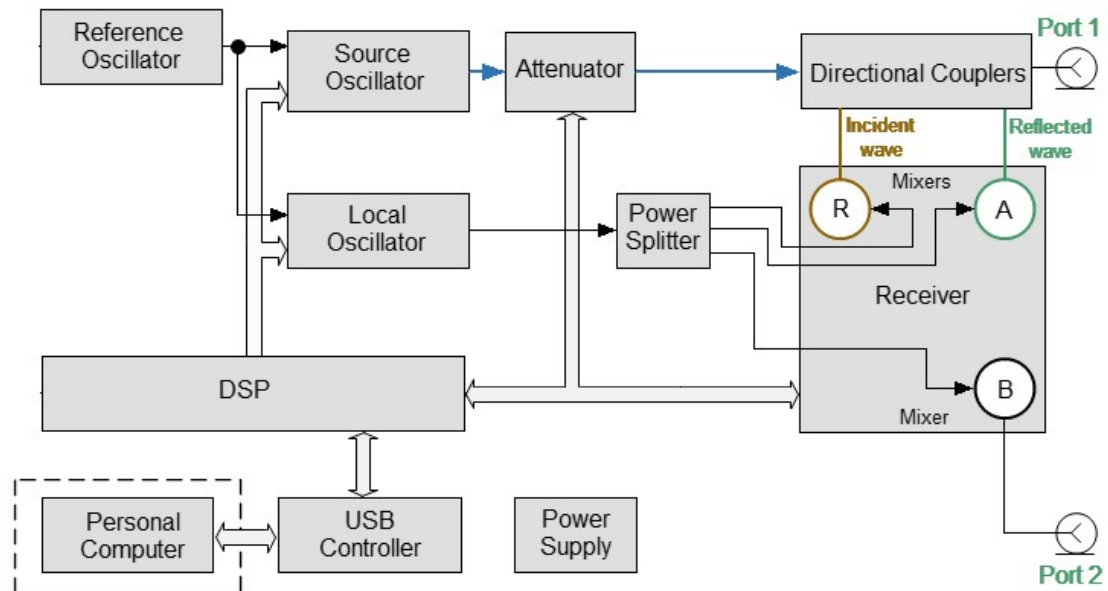 Reference
Oscillator
Source
Oscillator
Attenuator
Directional Couplers
Port 1
Incident
wave
Reflected
wave
Local
Oscillator
Power
Splitter
Mixers
R
A
Receiver
DSP
B
Mixer
Personal
Computer
USB
Controller
Power
Supply
Port 2